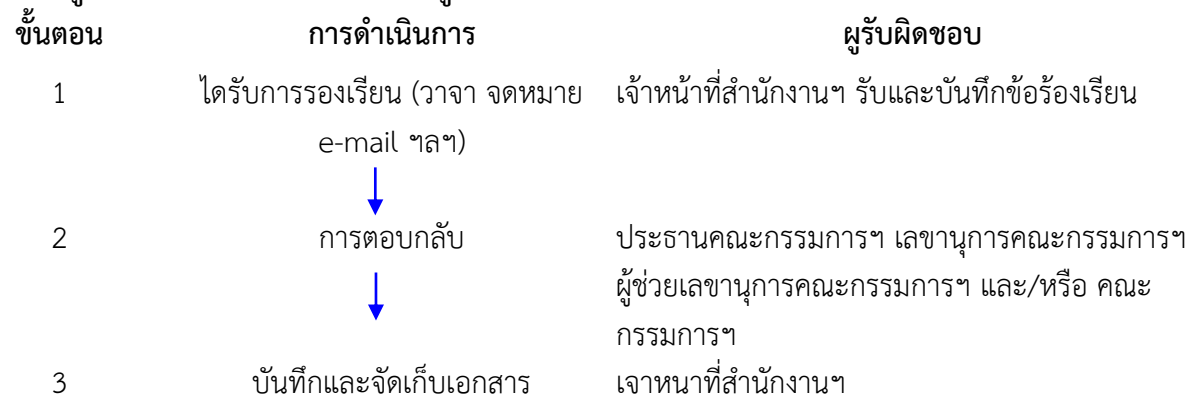 ขั้นตอน การดำเนินการ ผูรับผิดชอบ
1 ไดรับการรองเรียน (วาจา จดหมาย เจ้าหน้าที่สำนักงานฯ รับและบันทึกข้อร้องเรียน
e-mail ฯลฯ)
2 การตอบกลับ ประธานคณะกรรมการฯ เลขานุการคณะกรรมการฯ
ผู้ช่วยเลขานุการคณะกรรมการฯ และ/หรือ คณะ
กรรมการฯ
3 บันทึกและจัดเก็บเอกสาร เจาหนาที่สำนักงานฯ